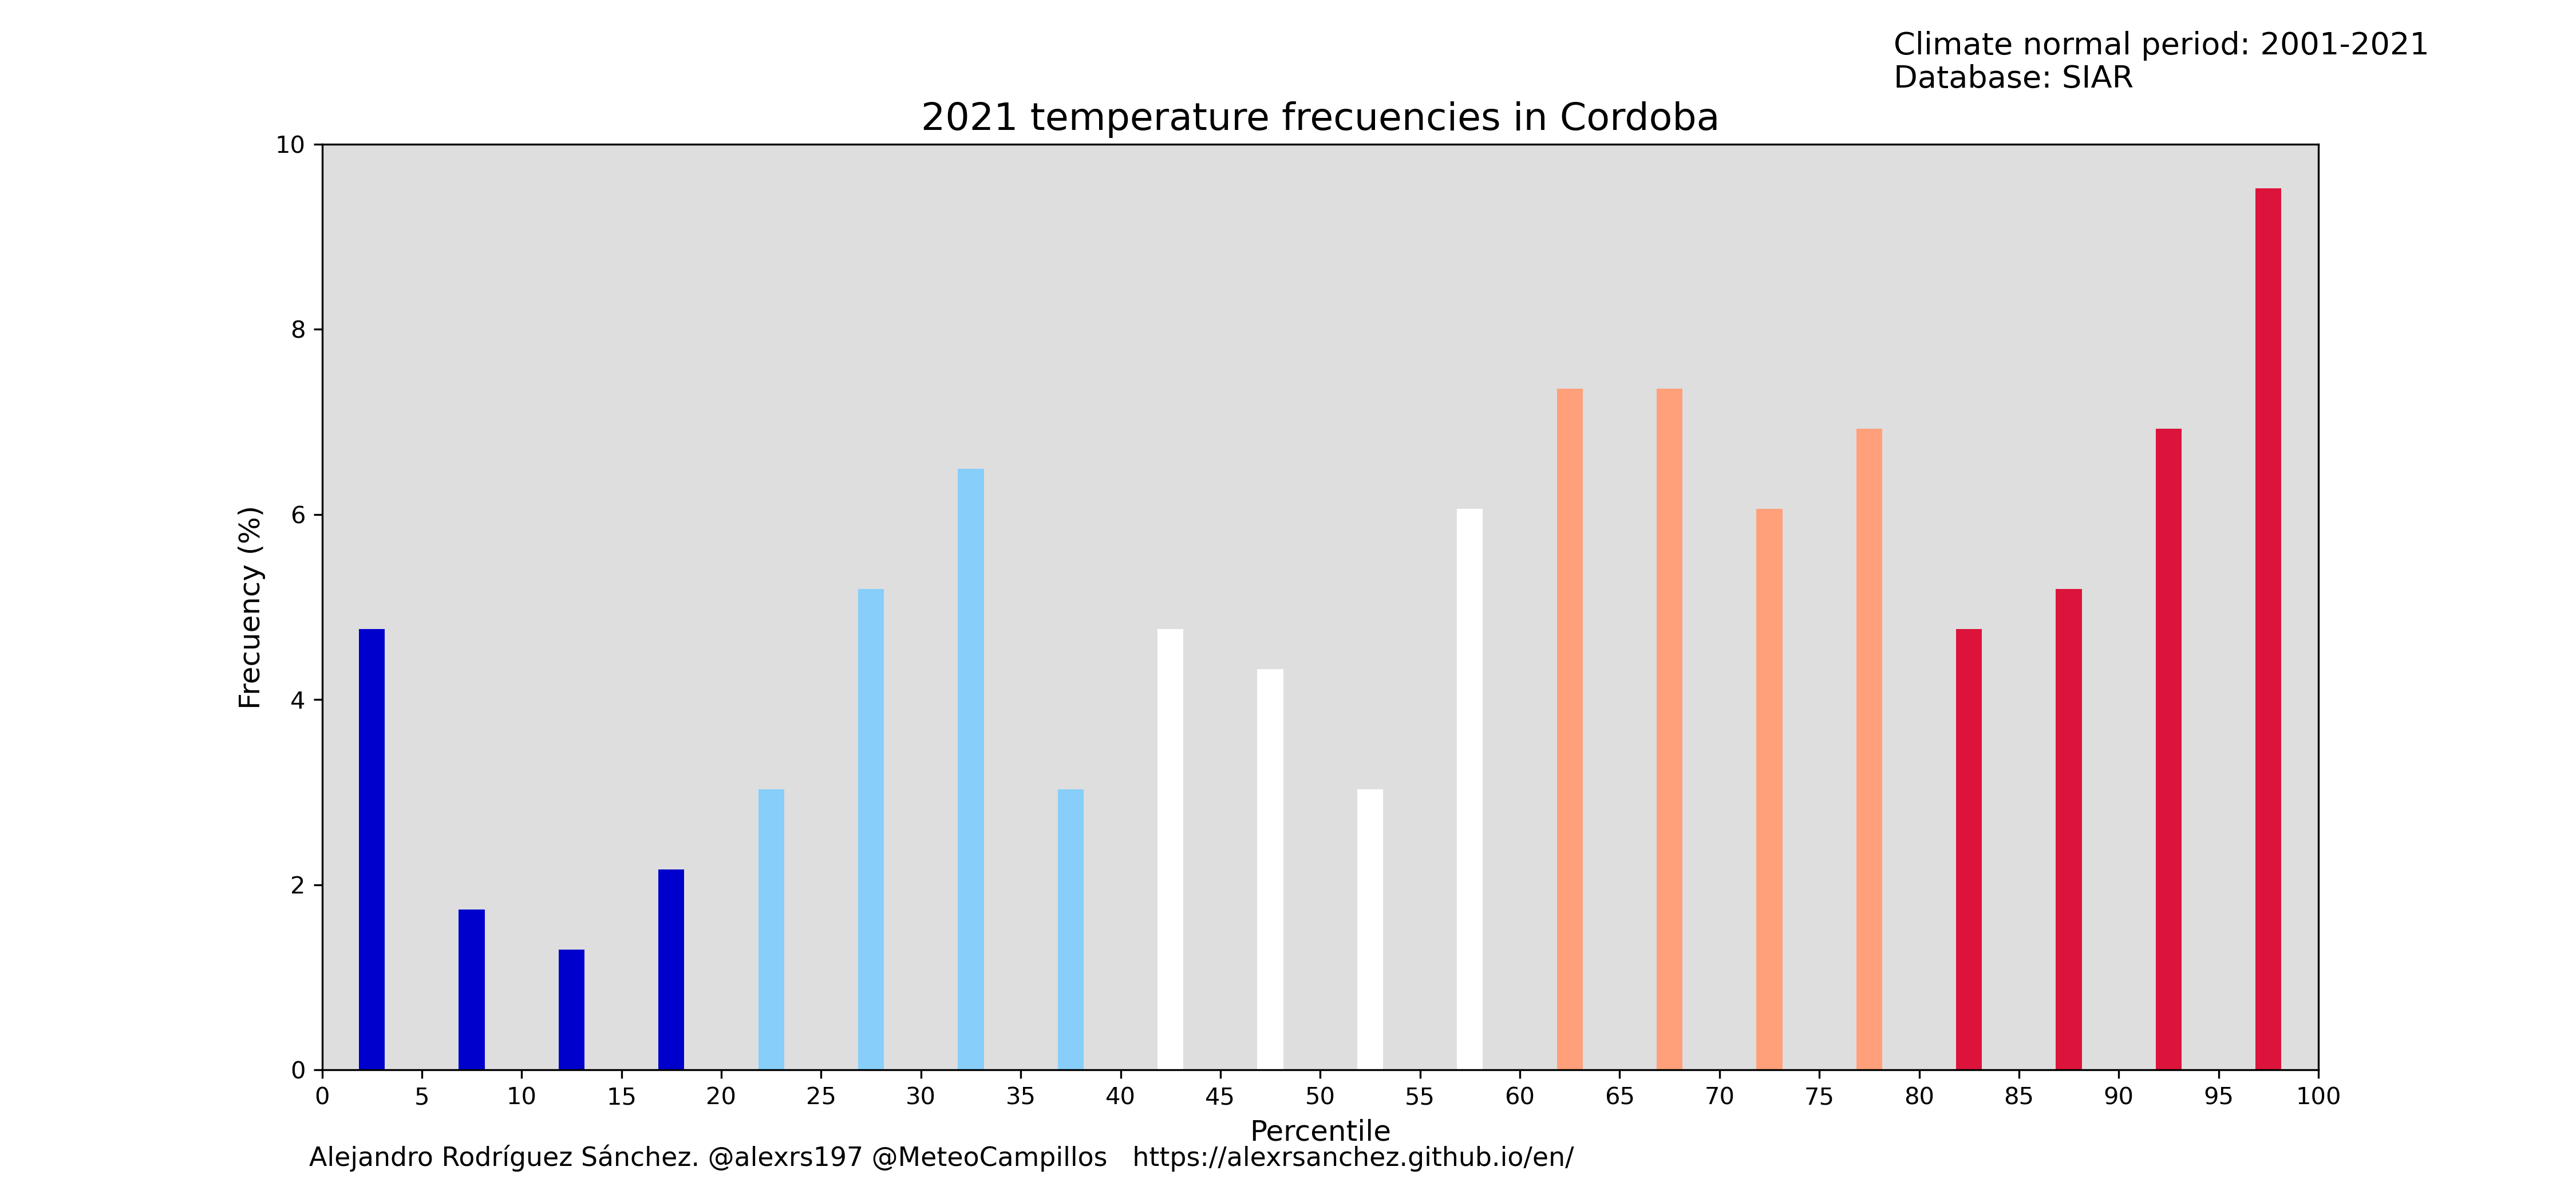 Climate normal period: 2001-2021
Database: SIAR
2021 temperature frecuencies in Cordoba
10
8
6
4
2
0
Frecuency (%)
0 5 10 15 20 25 30 35 40 45 50 55 60 65 70 75 80 85 90 95 100
Percentile
Alejandro Rodríguez Sánchez. @alexrs197 @MeteoCampillos https://alexrsanchez.github.io/en/